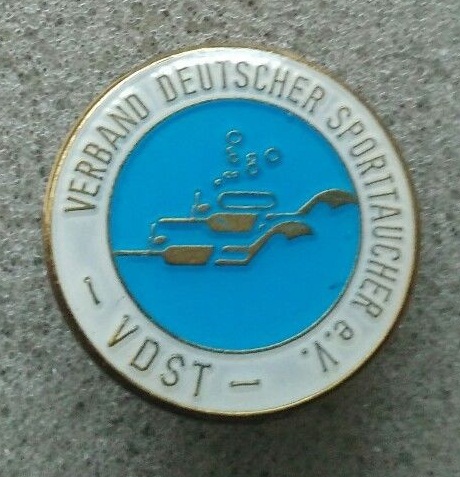 VERBAND DEUTSCHER SPORTTAUCHER e.V.
– VDST –